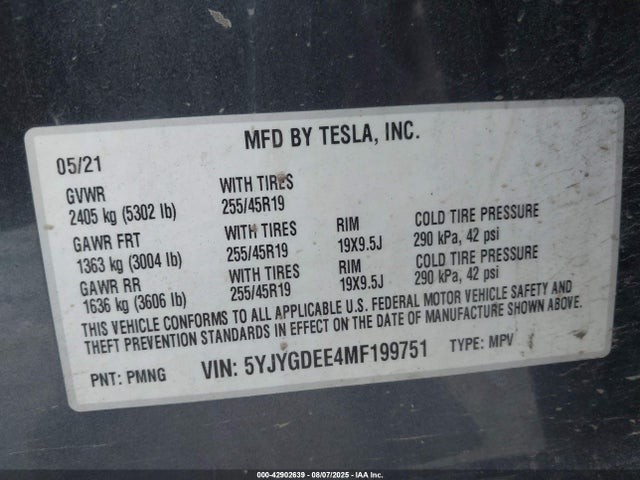 MFD BY TESLA, INC.
05/21
GVWR WITH TIRES
2405 kg (5302 lb) 255/45R19
GAWR FRT WITH TIRES RIM COLD TIRE PRESSURE
1363 kg (3004 lb) 255/45R19 19X9.5J 290 kPa, 42 psi
GAWR RR WITH TIRES RIM COLD TIRE PRESSURE
1636 kg (3606 lb) 255/45R19 19X9.5J 290 kPa, 42 psi
THIS VEHICLE CONFORMS TO ALL APPLICABLE U.S. FEDERAL MOTOR VEHICLE SAFETY AND
THEFT PREVENTION STANDARDS IN EFFECT ON THE DATE OF MANUFACTURE SHOWN ABOVE.
PNT: PMNG VIN: 5YJYGDEE4MF199751 TYPE: MPV
000-42902639 - 08/07/2025 - © IAA Inc.